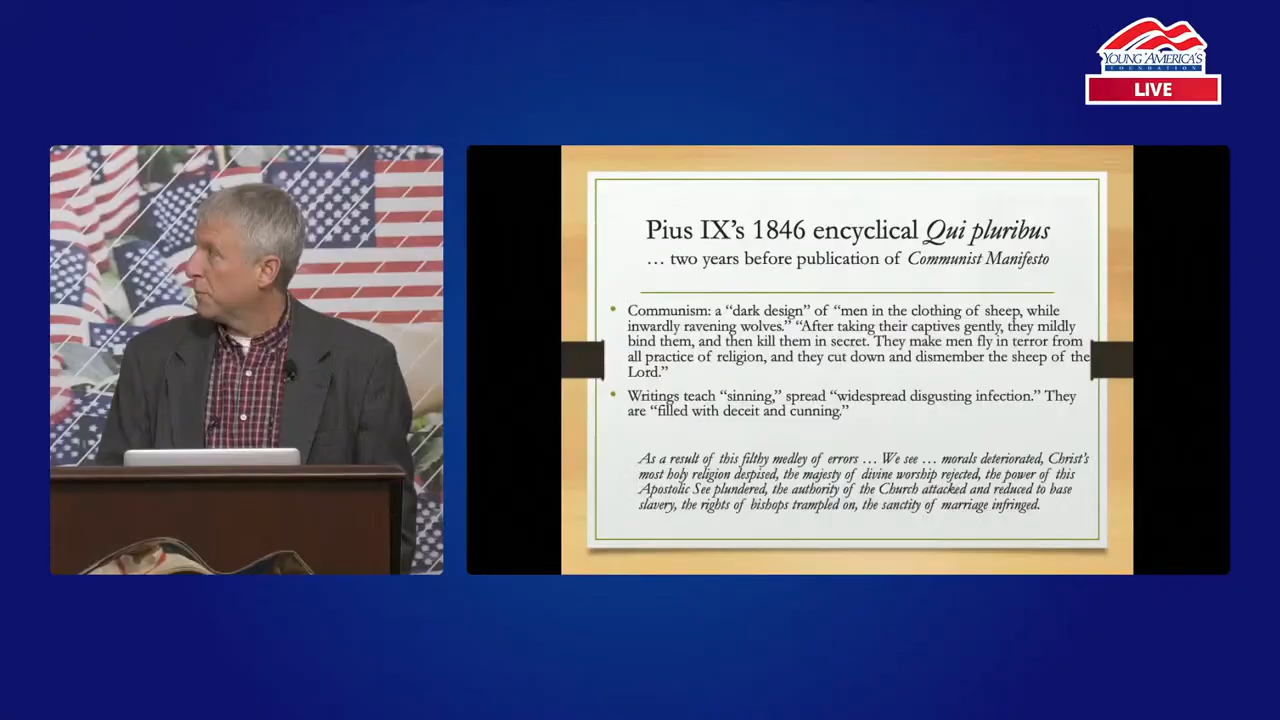 YOUNG AMERICA'S
FOUNDATION
LIVE
Pius IX's 1846 encyclical Qui pluribus
… two years before publication of Communist Manifesto
• Communism: a “dark design” of “men in the clothing of sheep, while
inwardly ravening wolves.” “After taking their captives gently, they mildly
bind them, and then kill them in secret. They make men fly in terror from
all practice of religion, and they cut down and dismember the sheep of the
Lord.”
• Writings teach “sinning,” spread “widespread disgusting infection.” They
are “filled with deceit and cunning.”
As a result of this filthy medley of errors … We see … morals deteriorated, Christ's
most holy religion despised, the majesty of divine worship rejected, the power of this
Apostolic See plundered, the authority of the Church attacked and reduced to base
slavery, the rights of bishops trampled on, the sanctity of marriage infringed.